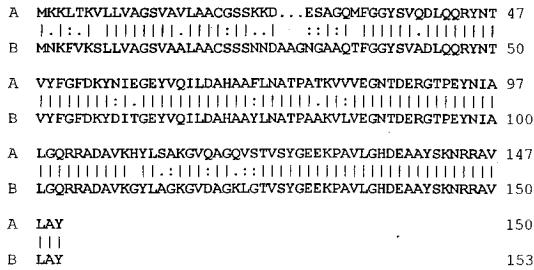 A MKKLTKVLLVAGSVAVLAACGSSKKD...ESAGQMFGGYSVQDLQQRYNT 47
B MNKFVKSLLVAGSVAALAACSSSNNDAAGNGAAQTFGGYSVADLQQRYNT 50
A VYFGFDKYNIEGEYVQILDAHAAFLNATPATKVVVEGNTDERGTPEYNIA 97
B VYFGFDKYDITGEYVQILDAHAAYLNATPAAKVLVEGNTDERGTPEYNIA 100
A LGQRRADAVKHYLSAKGVQAGQVSTVSYGEEKPAVLGHDEAAYSKNRRAV 147
B LGQRRADAVKGYLAGKGVDAGKLGTVSYGEEKPAVLGHDEAAYSKNRRAV 150
A LAY 150
B LAY 153